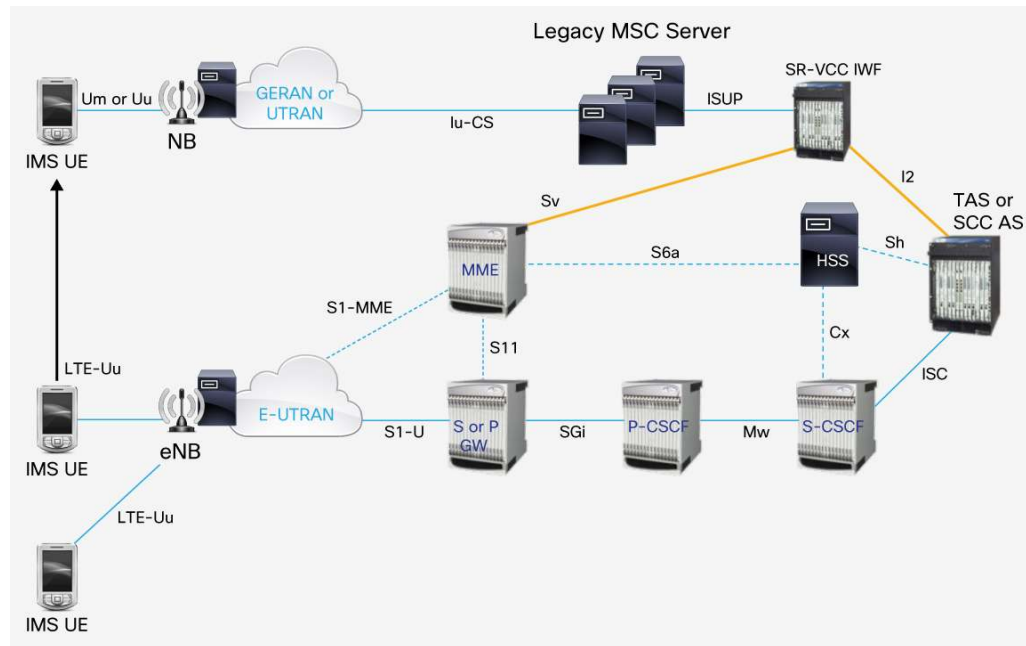 Legacy MSC Server
SR-VCC IWF
Um or Uu
GERAN or
UTRAN
ISUP
Iu-CS
NB
IMS UE
I2
Sv
TAS or
SCC AS
Sh
S6a
MME
HSS
S1-MME
Cx
S11
LTE-Uu
ISC
E-UTRAN
S1-U
S or P
GW
SGi
P-CSCF
Mw
S-CSCF
eNB
IMS UE
LTE-Uu
IMS UE